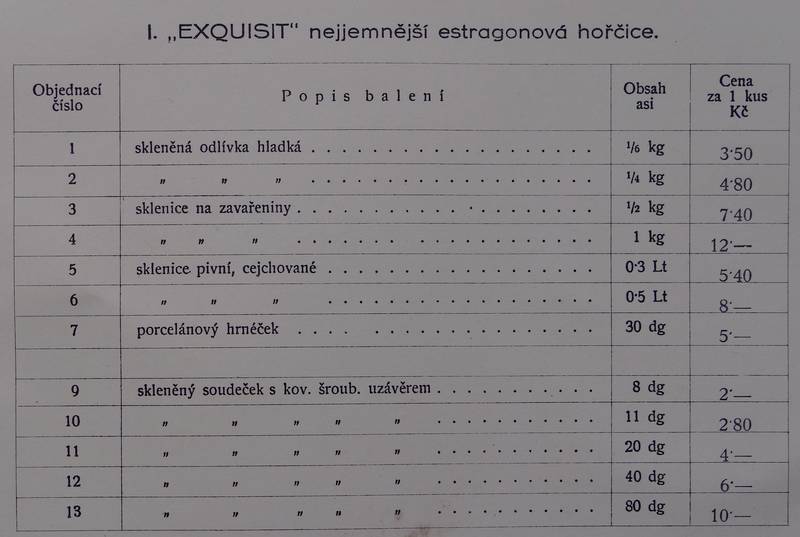 I. „EXQUISIT“ nejjemnější estragonová hořčice.
Objednací číslo Popis balení Obsah asi Cena za 1 kus Kč
1 skleněná odlívka hladká . . . . . . . . . . . . . . . . . 1/6 kg 3·50
2 „ „ „ . . . . . . . . . . . . . . . . . 1/4 kg 4·80
3 sklenice na zavařeniny . . . . . . . . . . . . . . . . . 1/2 kg 7·40
4 „ „ „ . . . . . . . . . . . . . . . . . 1 kg 12·—
5 sklenice pivní, cejchované . . . . . . . . . . . . . . . . 0·3 Lt 5·40
6 „ „ „ . . . . . . . . . . . . . . . . 0·5 Lt 8·—
7 porcelánový hrnéček . . . . . . . . . . . . . . . . 30 dg 5·—
9 skleněný soudeček s kov. šroub. uzávěrem . . . . . . . . . . . 8 dg 2·—
10 „ „ „ „ „ . . . . . . . . . . . 11 dg 2·80
11 „ „ „ „ „ . . . . . . . . . . . 20 dg 4·—
12 „ „ „ „ „ . . . . . . . . . . . 40 dg 6·—
13 „ „ „ „ „ . . . . . . . . . . . 80 dg 10·—